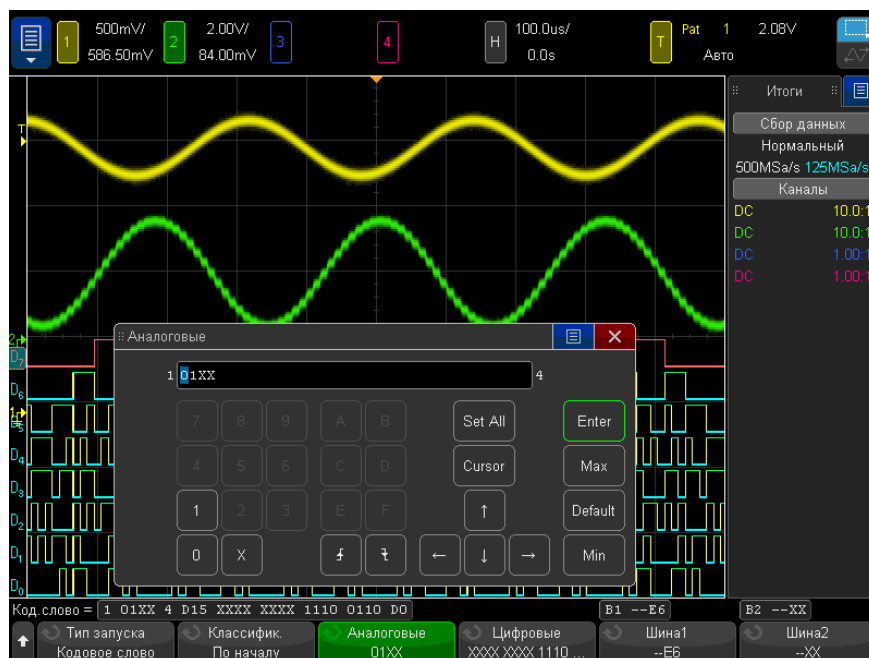 1 500mV/ 586.50mV
2 2.00V/ 84.00mV
3
4
H 100.0us/ 0.0s
T Pat 1 2.08V
Авто
Итоги
Сбор данных
Нормальный
500MSa/s 125MSa/s
Каналы
DC 10.0:1
DC 10.0:1
DC 1.00:1
DC 1.00:1
T
2
D7
D6
D5
D4
D3
D2
D1
D0
Аналоговые
1 01XX 4
7 8 9 A B Set All Enter
4 5 6 C D Cursor Max
1 2 3 E F ↑ Default
0 X ← ↓ → Min
Код.слово = 1 01XX 4 D15 XXXX XXXX 1110 0110 D0 B1 --E6 B2 --XX
Тип запуска
Кодовое слово
Классифик.
По началу
Аналоговые
01XX
Цифровые
XXXX XXXX 1110 ...
Шина1
--E6
Шина2
--XX